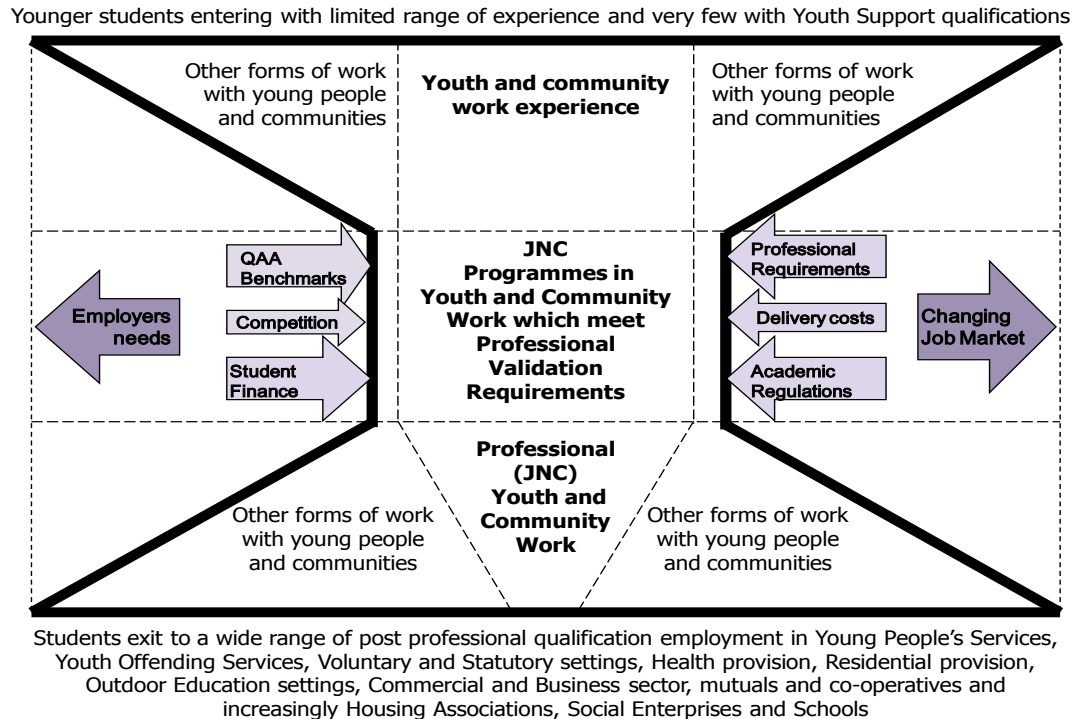 Younger students entering with limited range of experience and very few with Youth Support qualifications
Other forms of work
with young people
and communities
Youth and community
work experience
Other forms of work
with young people
and communities
Employers
needs
QAA
Benchmarks
Competition
Student
Finance
JNC
Programmes in
Youth and Community
Work which meet
Professional
Validation
Requirements
Professional
Requirements
Delivery costs
Academic
Regulations
Changing
Job Market
Other forms of work
with young people
and communities
Professional
(JNC)
Youth and
Community
Work
Other forms of work
with young people
and communities
Students exit to a wide range of post professional qualification employment in Young People’s Services,
Youth Offending Services, Voluntary and Statutory settings, Health provision, Residential provision,
Outdoor Education settings, Commercial and Business sector, mutuals and co-operatives and
increasingly Housing Associations, Social Enterprises and Schools